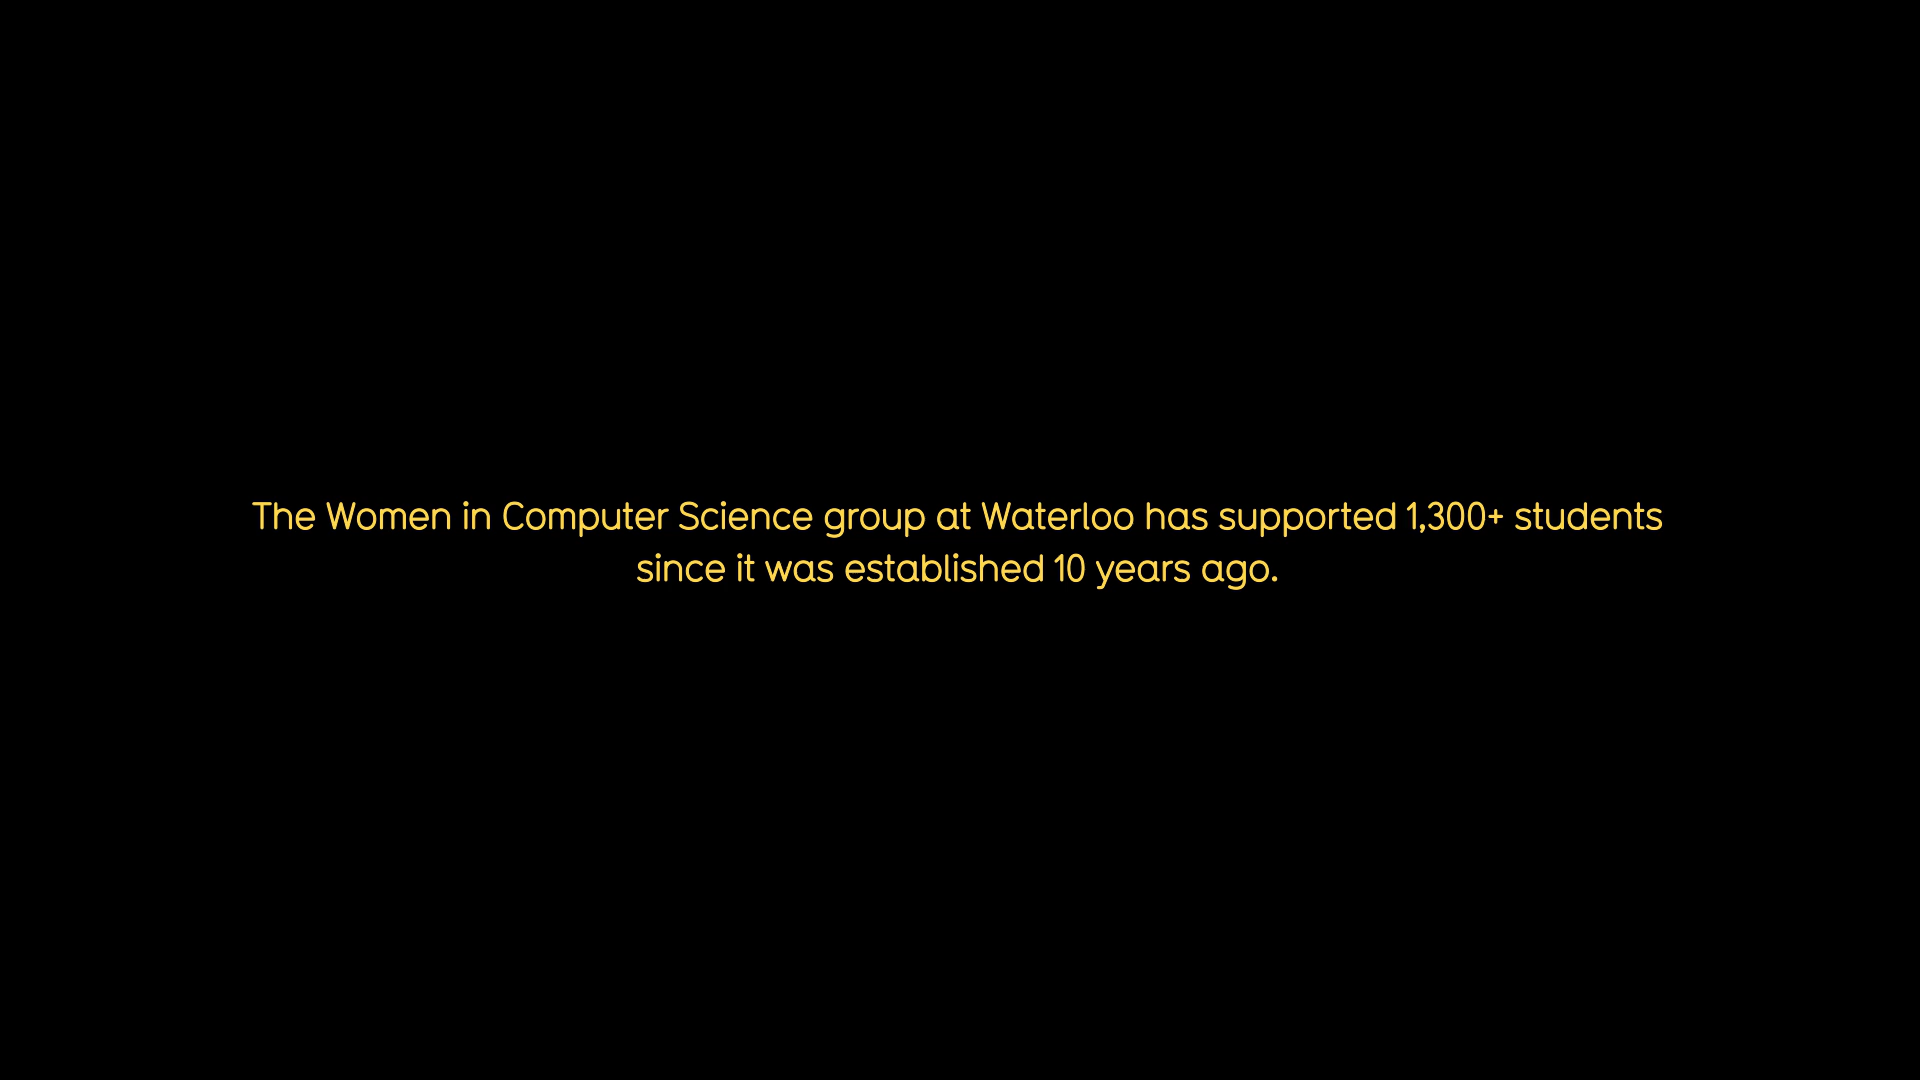 The Women in Computer Science group at Waterloo has supported 1,300+ students
since it was established 10 years ago.